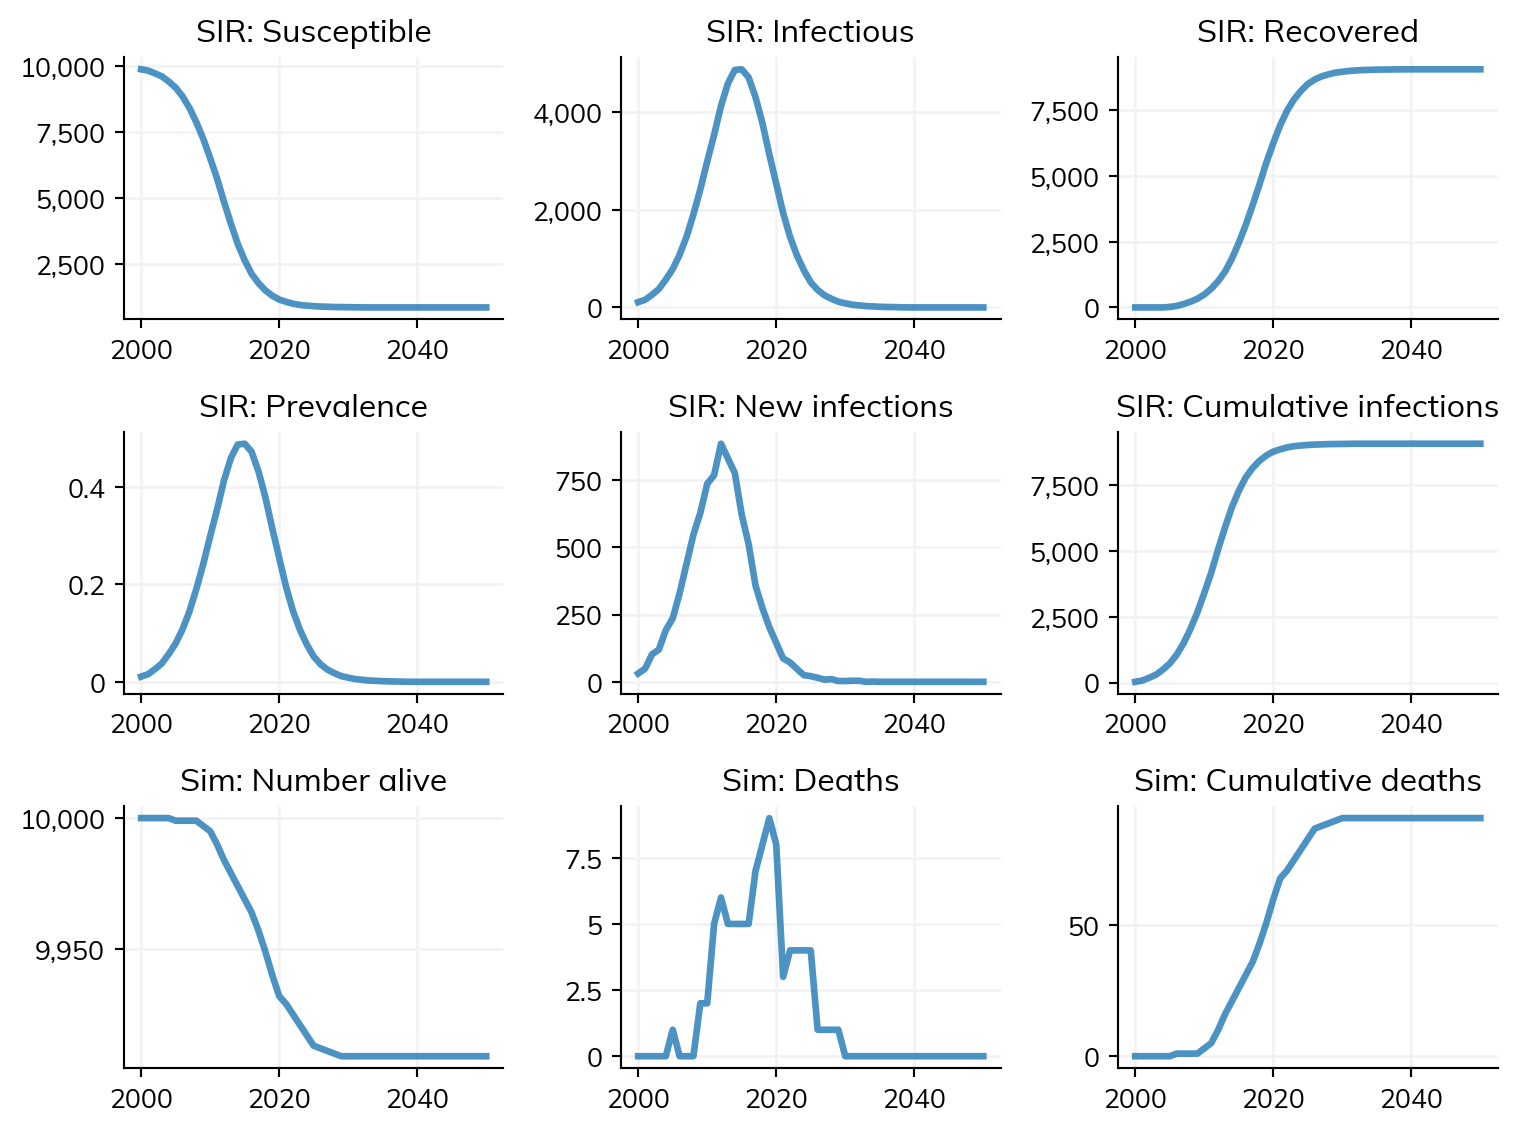 SIR: Susceptible
10,000
7,500
5,000
2,500
2000 2020 2040
SIR: Infectious
4,000
2,000
0
2000 2020 2040
SIR: Recovered
7,500
5,000
2,500
0
2000 2020 2040
SIR: Prevalence
0.4
0.2
0
2000 2020 2040
SIR: New infections
750
500
250
0
2000 2020 2040
SIR: Cumulative infections
7,500
5,000
2,500
0
2000 2020 2040
Sim: Number alive
10,000
9,950
2000 2020 2040
Sim: Deaths
7.5
5
2.5
0
2000 2020 2040
Sim: Cumulative deaths
50
0
2000 2020 2040